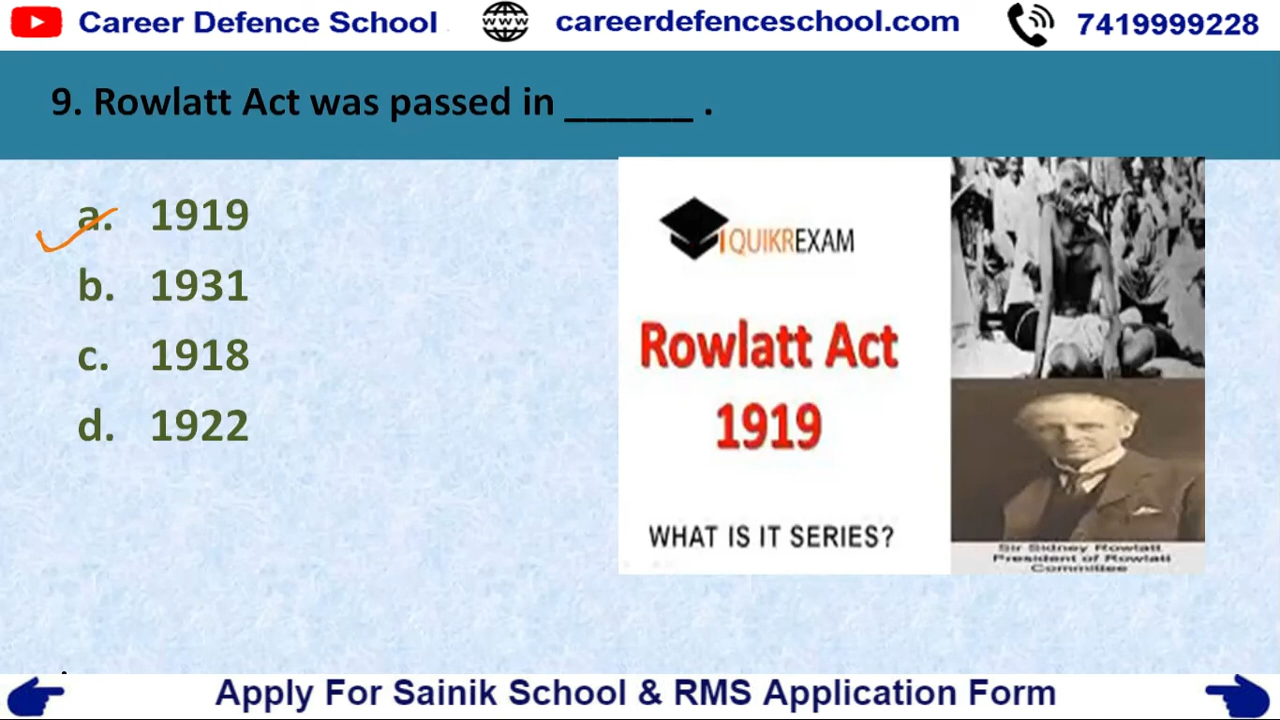 Career Defence School
www
careerdefenceschool.com
7419999228
9. Rowlatt Act was passed in ______ .
a. 1919
b. 1931
c. 1918
d. 1922
QUIKREXAM
Rowlatt Act
1919
WHAT IS IT SERIES?
Sir Sidney Rowlatt
President of Rowlatt
Committee
Apply For Sainik School & RMS Application Form